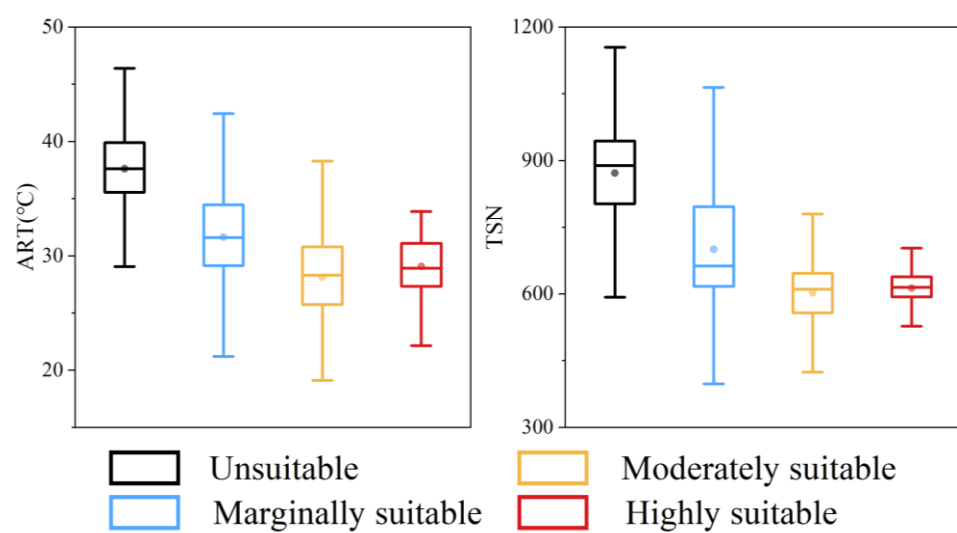 50
40
30
20
ART(℃)
1200
900
600
300
TSN
Unsuitable
Moderately suitable
Marginally suitable
Highly suitable